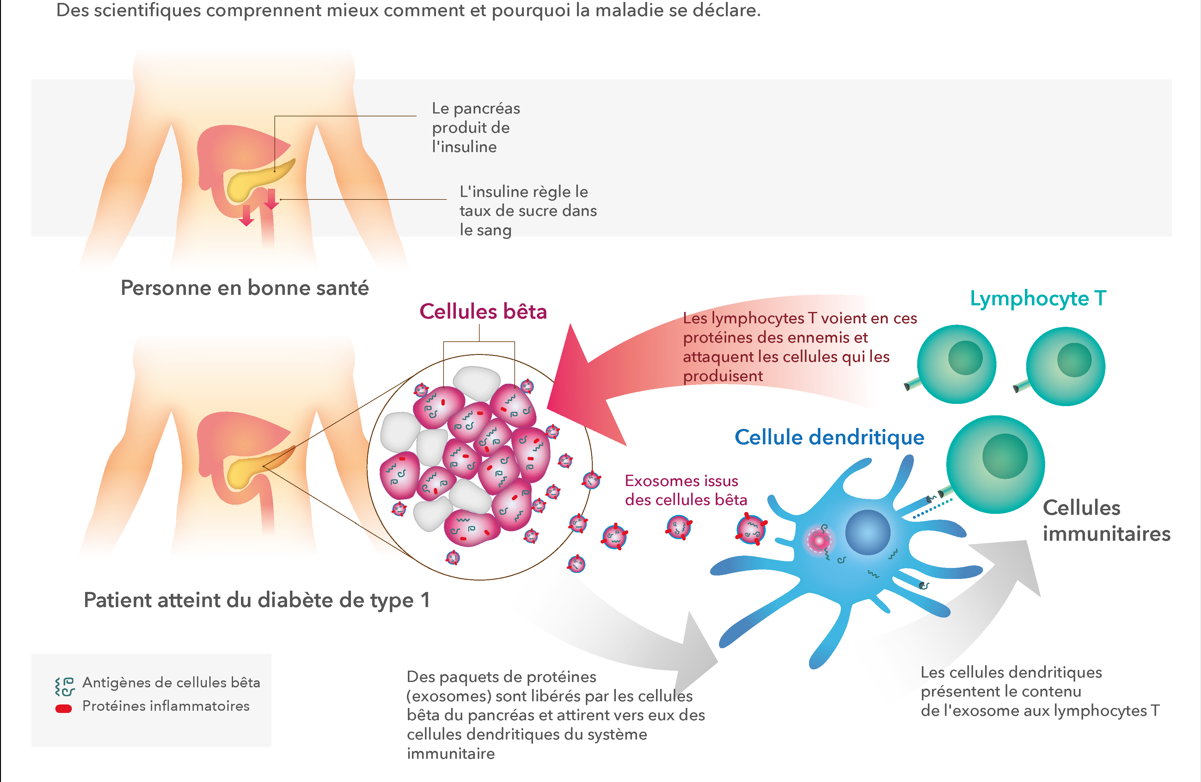 Des scientifiques comprennent mieux comment et pourquoi la maladie se déclare.
Le pancréas
produit de
l'insuline
L'insuline règle le
taux de sucre dans
le sang
Personne en bonne santé
Cellules bêta
Les lymphocytes T voient en ces
protéines des ennemis et
attaquent les cellules qui les
produisent
Lymphocyte T
Cellule dendritique
Exosomes issus
des cellules bêta
Cellules
immunitaires
Patient atteint du diabète de type 1
Antigènes de cellules bêta
Protéines inflammatoires
Des paquets de protéines
(exosomes) sont libérés par les cellules
bêta du pancréas et attirent vers eux des
cellules dendritiques du système
immunitaire
Les cellules dendritiques
présentent le contenu
de l'exosome aux lymphocytes T